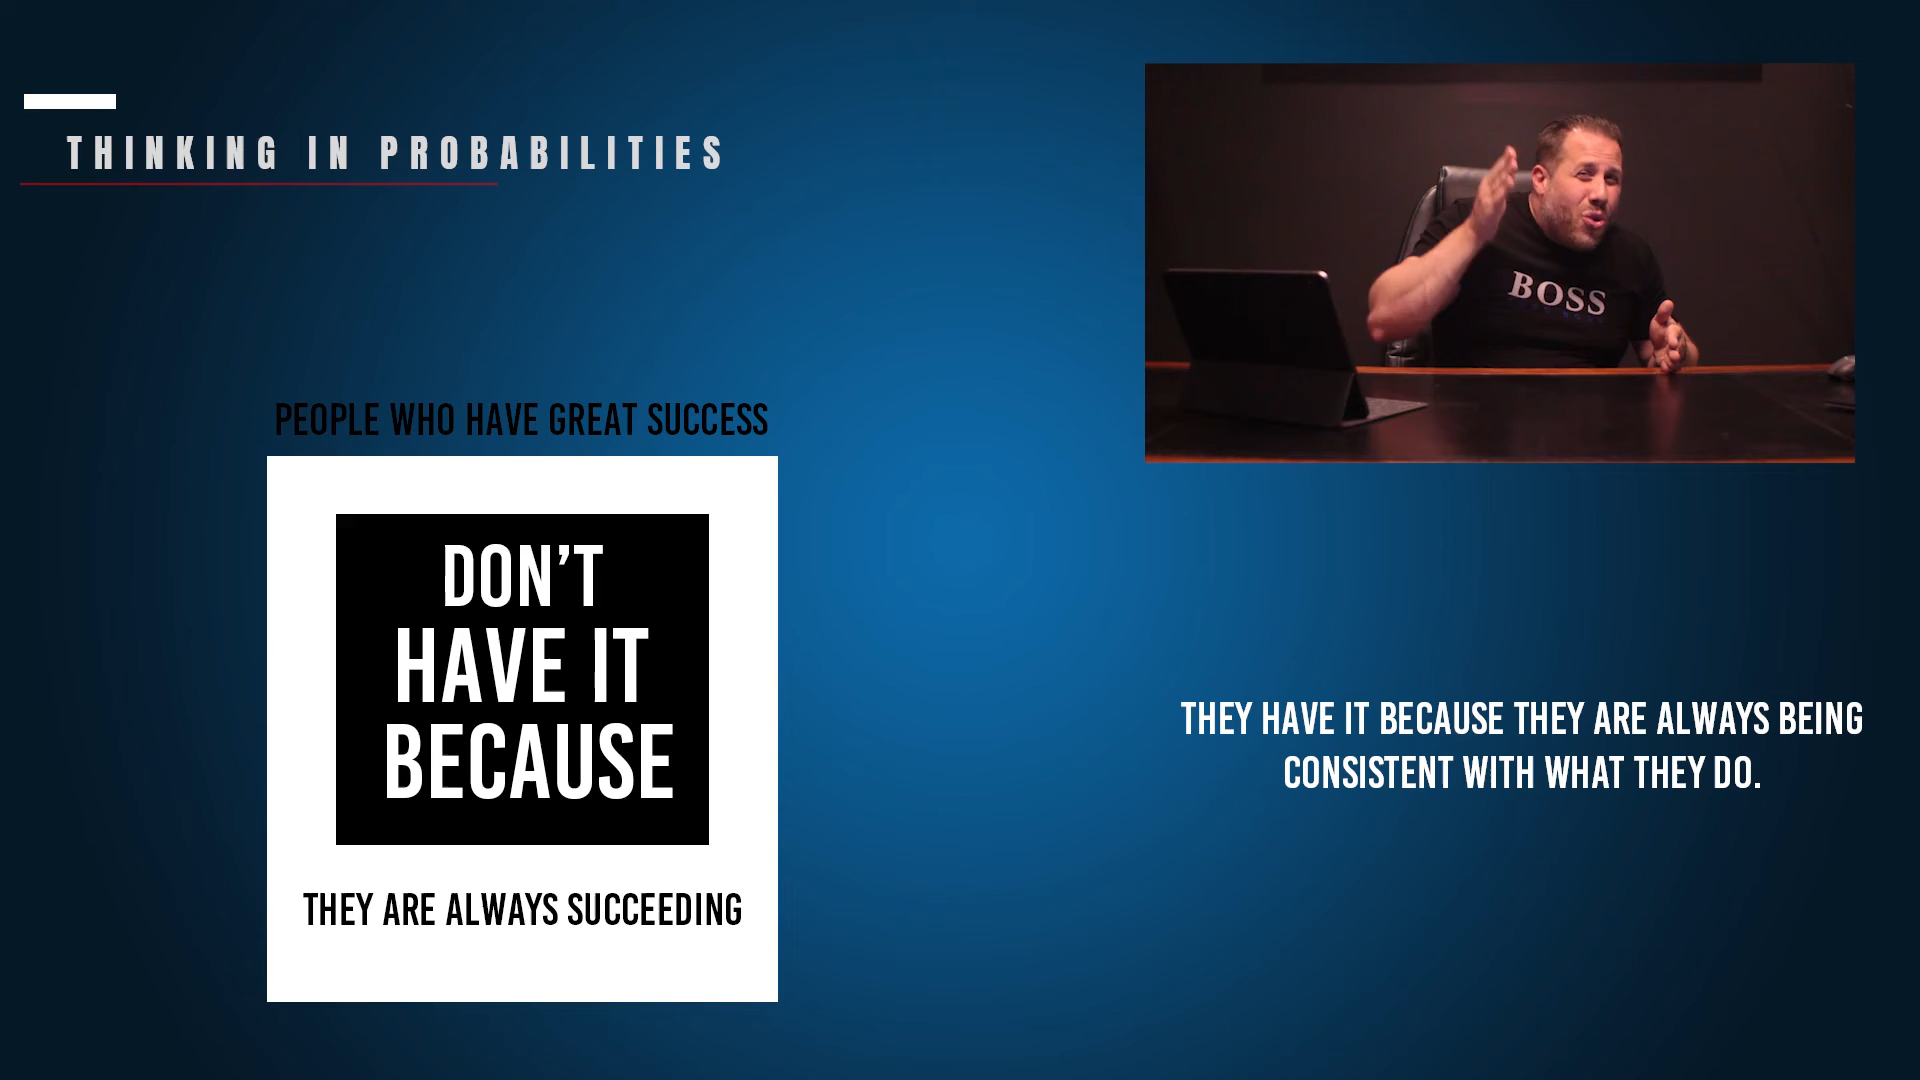 THINKING IN PROBABILITIES
PEOPLE WHO HAVE GREAT SUCCESS
DON'T
HAVE IT
BECAUSE
THEY ARE ALWAYS SUCCEEDING
BOSS
THEY HAVE IT BECAUSE THEY ARE ALWAYS BEING
CONSISTENT WITH WHAT THEY DO.